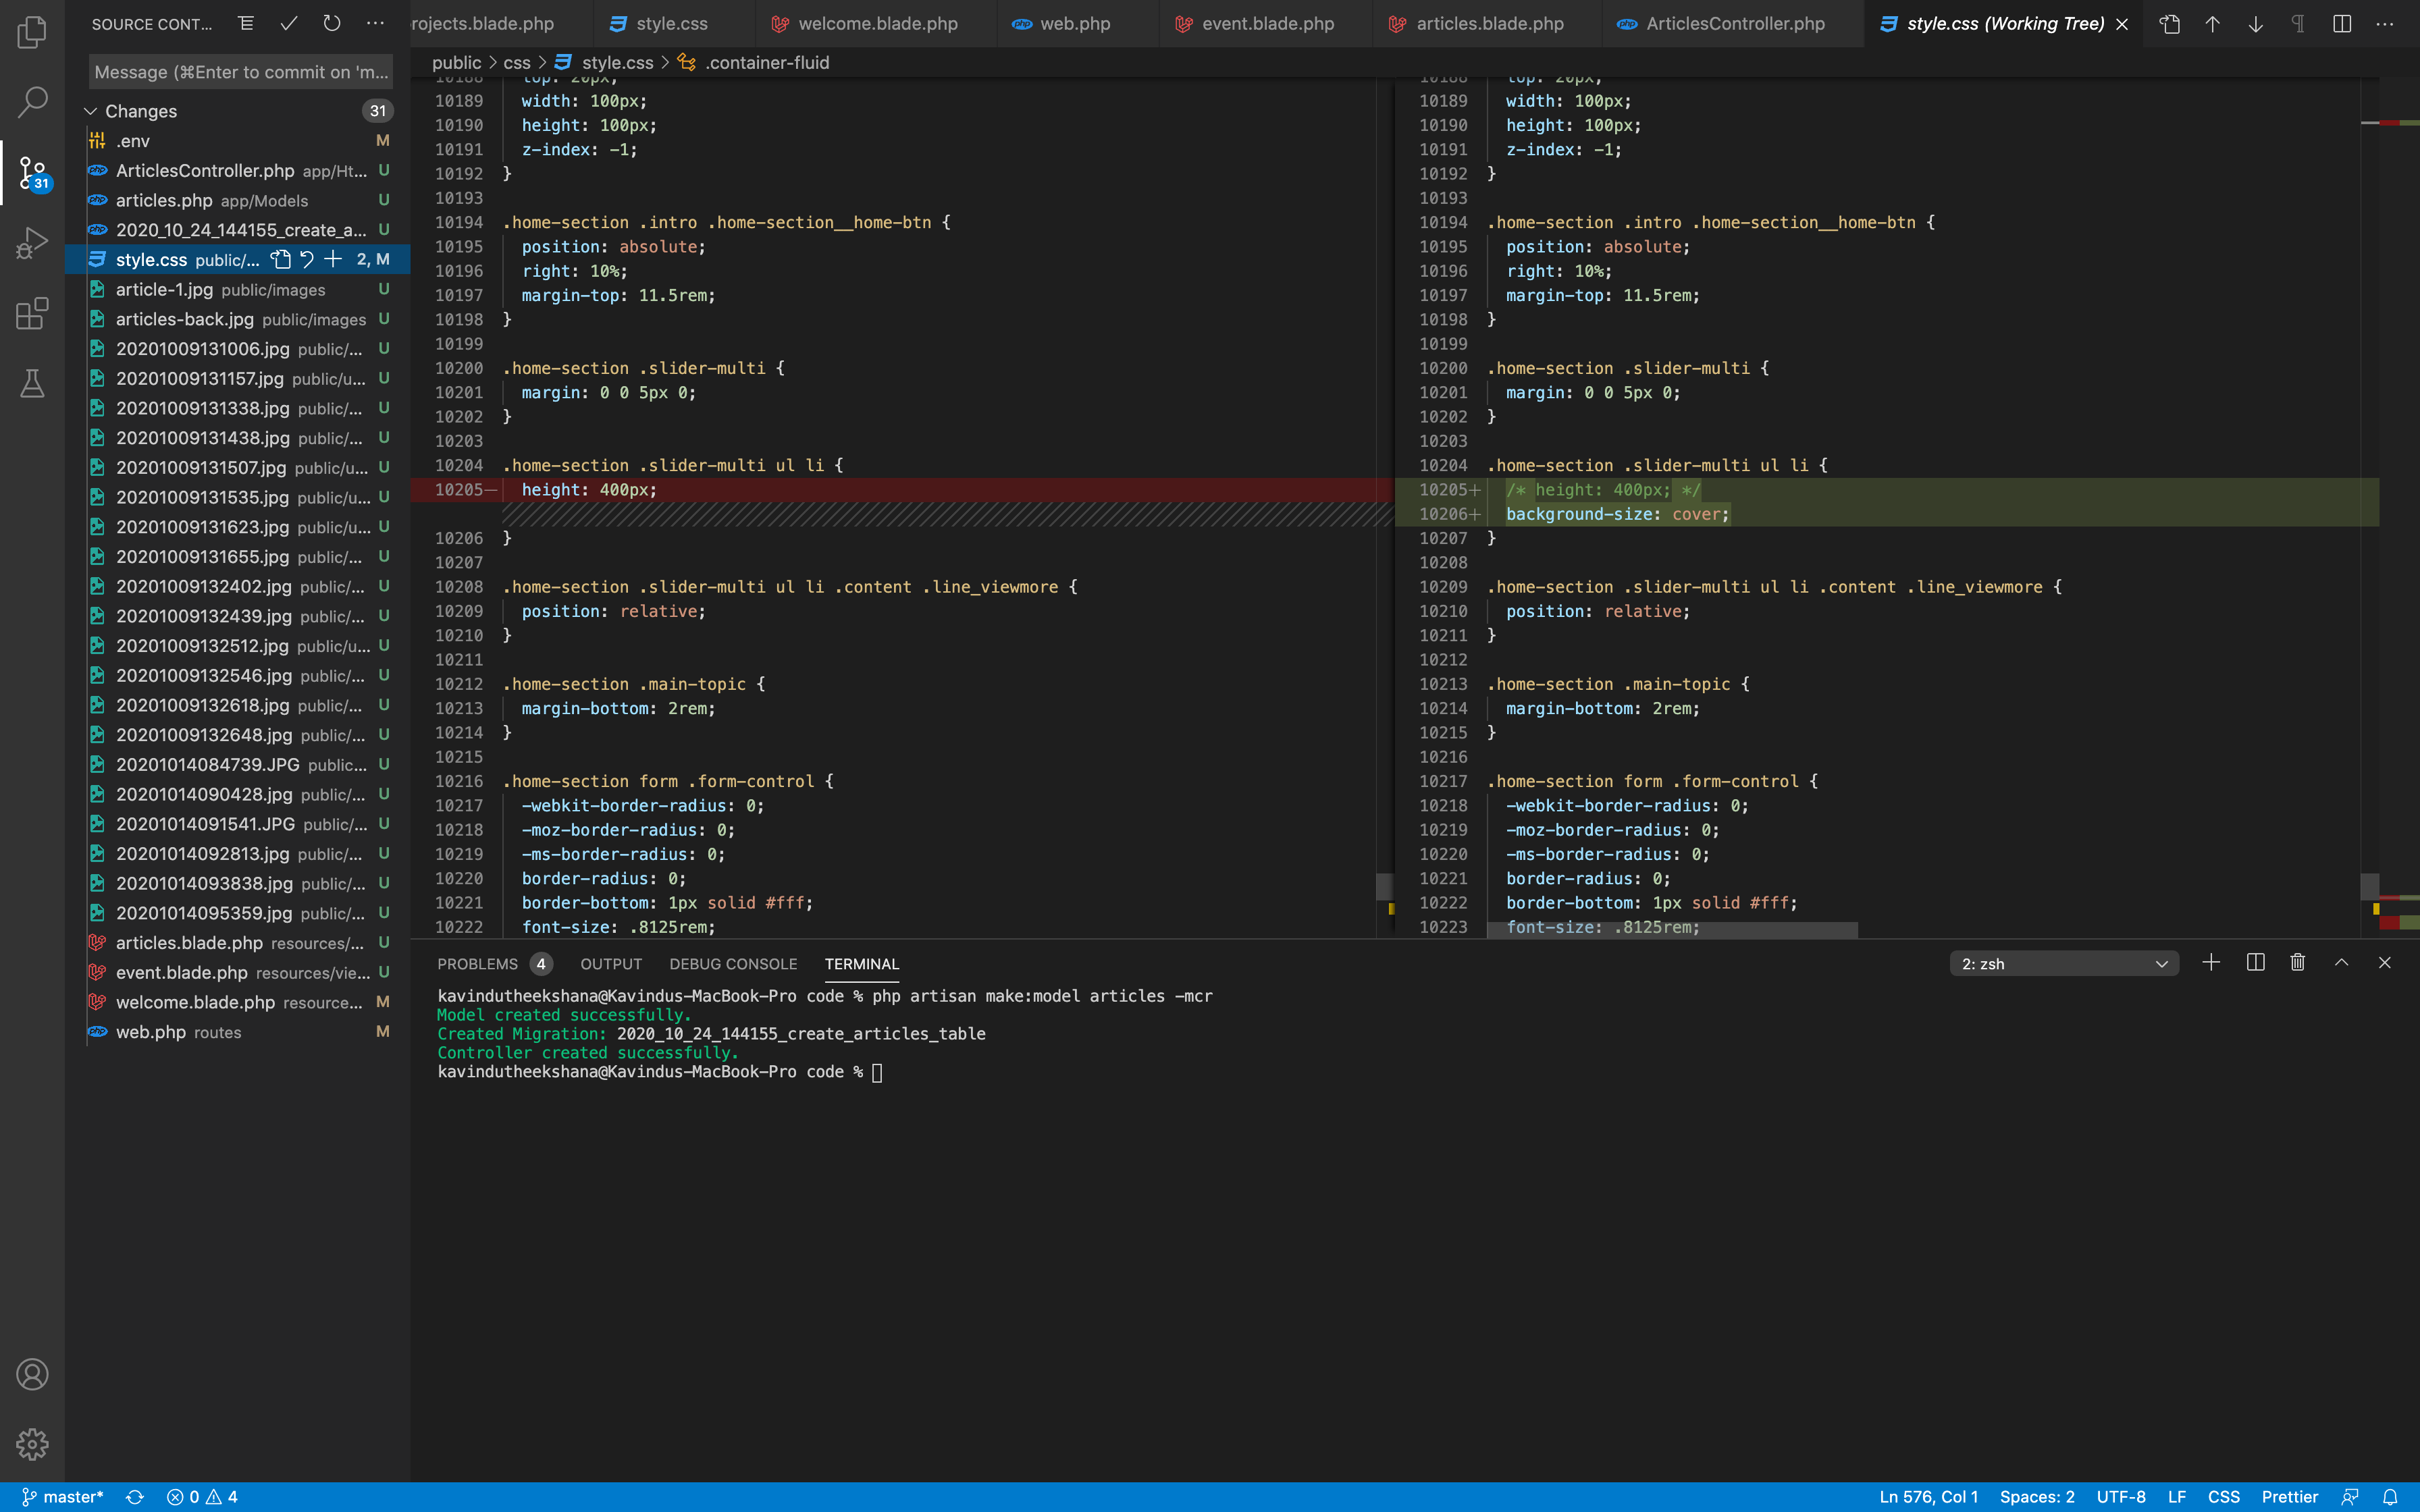 SOURCE CONT...
rojects.blade.php
style.css
welcome.blade.php
web.php
event.blade.php
articles.blade.php
ArticlesController.php
style.css (Working Tree)
Message (⌘Enter to commit on 'm...
public > css > style.css > .container-fluid
Changes 31
.env M
ArticlesController.php app/Ht... U
articles.php app/Models U
2020_10_24_144155_create_a... U
style.css public/... 2, M
article-1.jpg public/images U
articles-back.jpg public/images U
20201009131006.jpg public/... U
20201009131157.jpg public/u... U
20201009131338.jpg public/... U
20201009131438.jpg public/... U
20201009131507.jpg public/u... U
20201009131535.jpg public/u... U
20201009131623.jpg public/u... U
20201009131655.jpg public/... U
20201009132402.jpg public/... U
20201009132439.jpg public/... U
20201009132512.jpg public/u... U
20201009132546.jpg public/... U
20201009132618.jpg public/... U
20201009132648.jpg public/... U
20201014084739.JPG public... U
20201014090428.jpg public/... U
20201014091541.JPG public/... U
20201014092813.jpg public/... U
20201014093838.jpg public/... U
20201014095359.jpg public/... U
articles.blade.php resources/... U
event.blade.php resources/vie... U
welcome.blade.php resource... M
web.php routes M
31
10188 top: 20px;
10189 width: 100px;
10190 height: 100px;
10191 z-index: -1;
10192 }
10193
10194 .home-section .intro .home-section__home-btn {
10195 position: absolute;
10196 right: 10%;
10197 margin-top: 11.5rem;
10198 }
10199
10200 .home-section .slider-multi {
10201 margin: 0 0 5px 0;
10202 }
10203
10204 .home-section .slider-multi ul li {
10205— height: 400px;
10206 }
10207
10208 .home-section .slider-multi ul li .content .line_viewmore {
10209 position: relative;
10210 }
10211
10212 .home-section .main-topic {
10213 margin-bottom: 2rem;
10214 }
10215
10216 .home-section form .form-control {
10217 -webkit-border-radius: 0;
10218 -moz-border-radius: 0;
10219 -ms-border-radius: 0;
10220 border-radius: 0;
10221 border-bottom: 1px solid #fff;
10222 font-size: .8125rem;
10188 top: 20px;
10189 width: 100px;
10190 height: 100px;
10191 z-index: -1;
10192 }
10193
10194 .home-section .intro .home-section__home-btn {
10195 position: absolute;
10196 right: 10%;
10197 margin-top: 11.5rem;
10198 }
10199
10200 .home-section .slider-multi {
10201 margin: 0 0 5px 0;
10202 }
10203
10204 .home-section .slider-multi ul li {
10205+ /* height: 400px; */
10206+ background-size: cover;
10207 }
10208
10209 .home-section .slider-multi ul li .content .line_viewmore {
10210 position: relative;
10211 }
10212
10213 .home-section .main-topic {
10214 margin-bottom: 2rem;
10215 }
10216
10217 .home-section form .form-control {
10218 -webkit-border-radius: 0;
10219 -moz-border-radius: 0;
10220 -ms-border-radius: 0;
10221 border-radius: 0;
10222 border-bottom: 1px solid #fff;
10223 font-size: .8125rem;
PROBLEMS 4 OUTPUT DEBUG CONSOLE TERMINAL
2: zsh
kavindutheekshana@Kavindus-MacBook-Pro code % php artisan make:model articles -mcr
Model created successfully.
Created Migration: 2020_10_24_144155_create_articles_table
Controller created successfully.
kavindutheekshana@Kavindus-MacBook-Pro code %
master* 0 4
Ln 576, Col 1 Spaces: 2 UTF-8 LF CSS Prettier